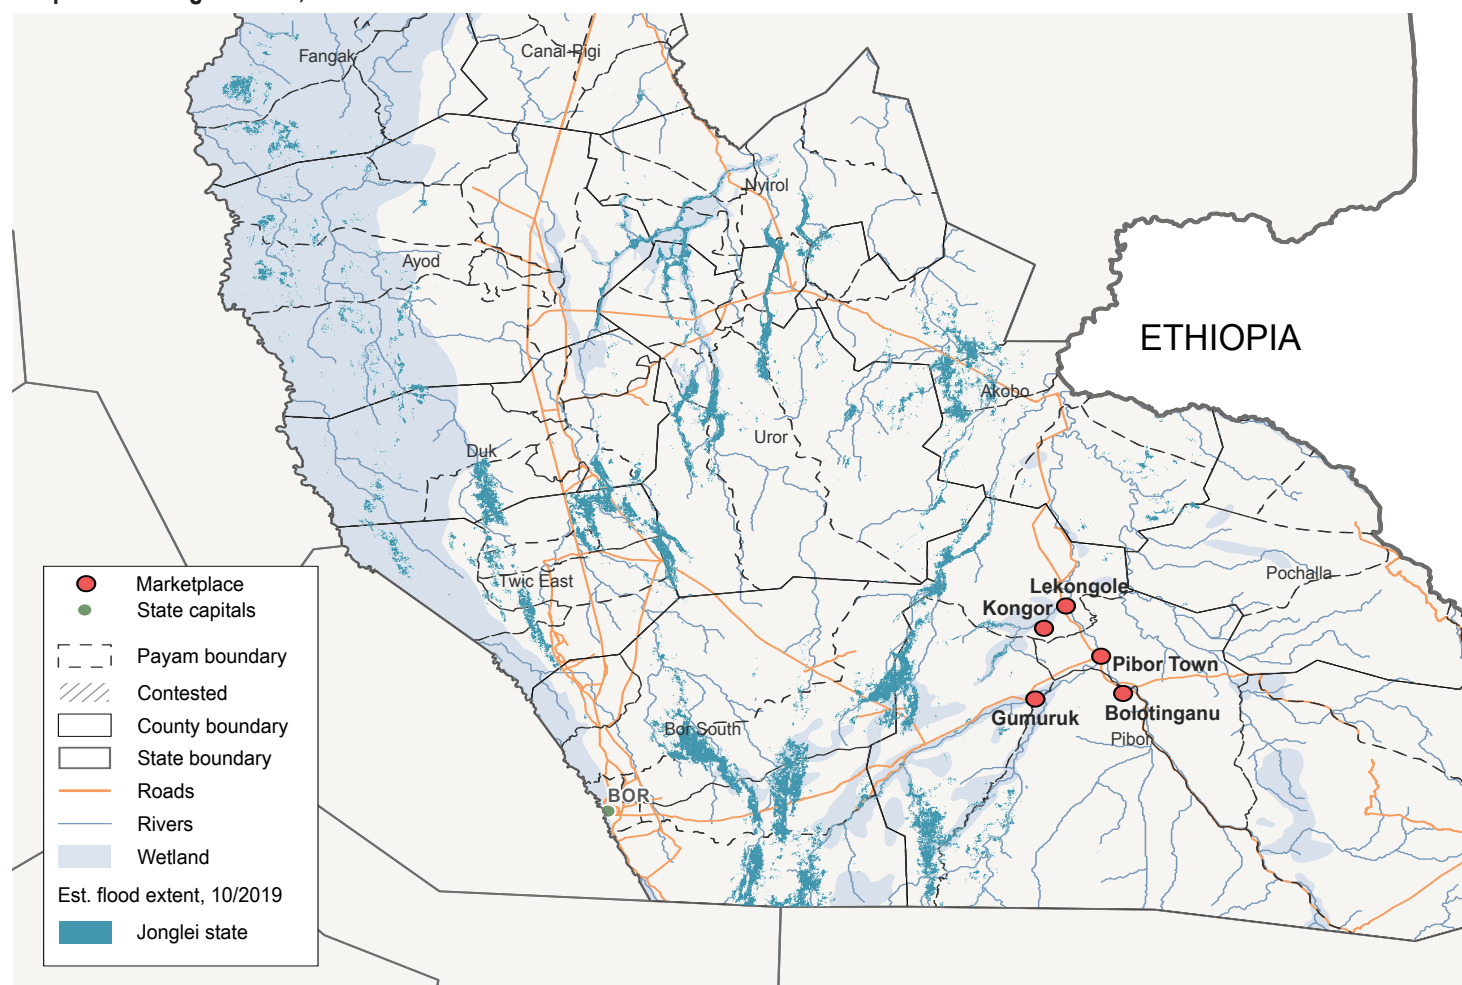 Fangak
Canal-Pigi
Nyirol
Ayod
ETHIOPIA
Akobo
Uror
Duk
Pochalla
Twic East
Lekongole
Kongor
Pibor Town
Gumuruk
Bolotinganu
Pibor
Bor South
BOR
Marketplace
State capitals
Payam boundary
Contested
County boundary
State boundary
Roads
Rivers
Wetland
Est. flood extent, 10/2019
Jonglei state